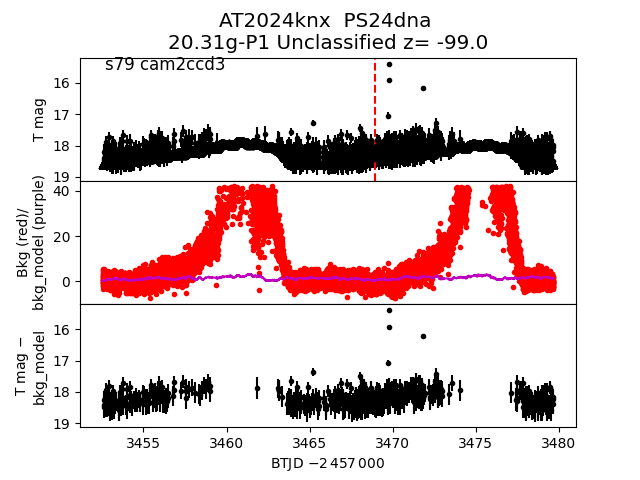 AT2024knx PS24dna
20.31g-P1 Unclassified z= -99.0
s79 cam2ccd3
T mag
16
17
18
19
Bkg (red)/
bkg_model (purple)
40
20
0
T mag −
bkg_model
16
17
18
19
3455 3460 3465 3470 3475 3480
BTJD −2 457 000